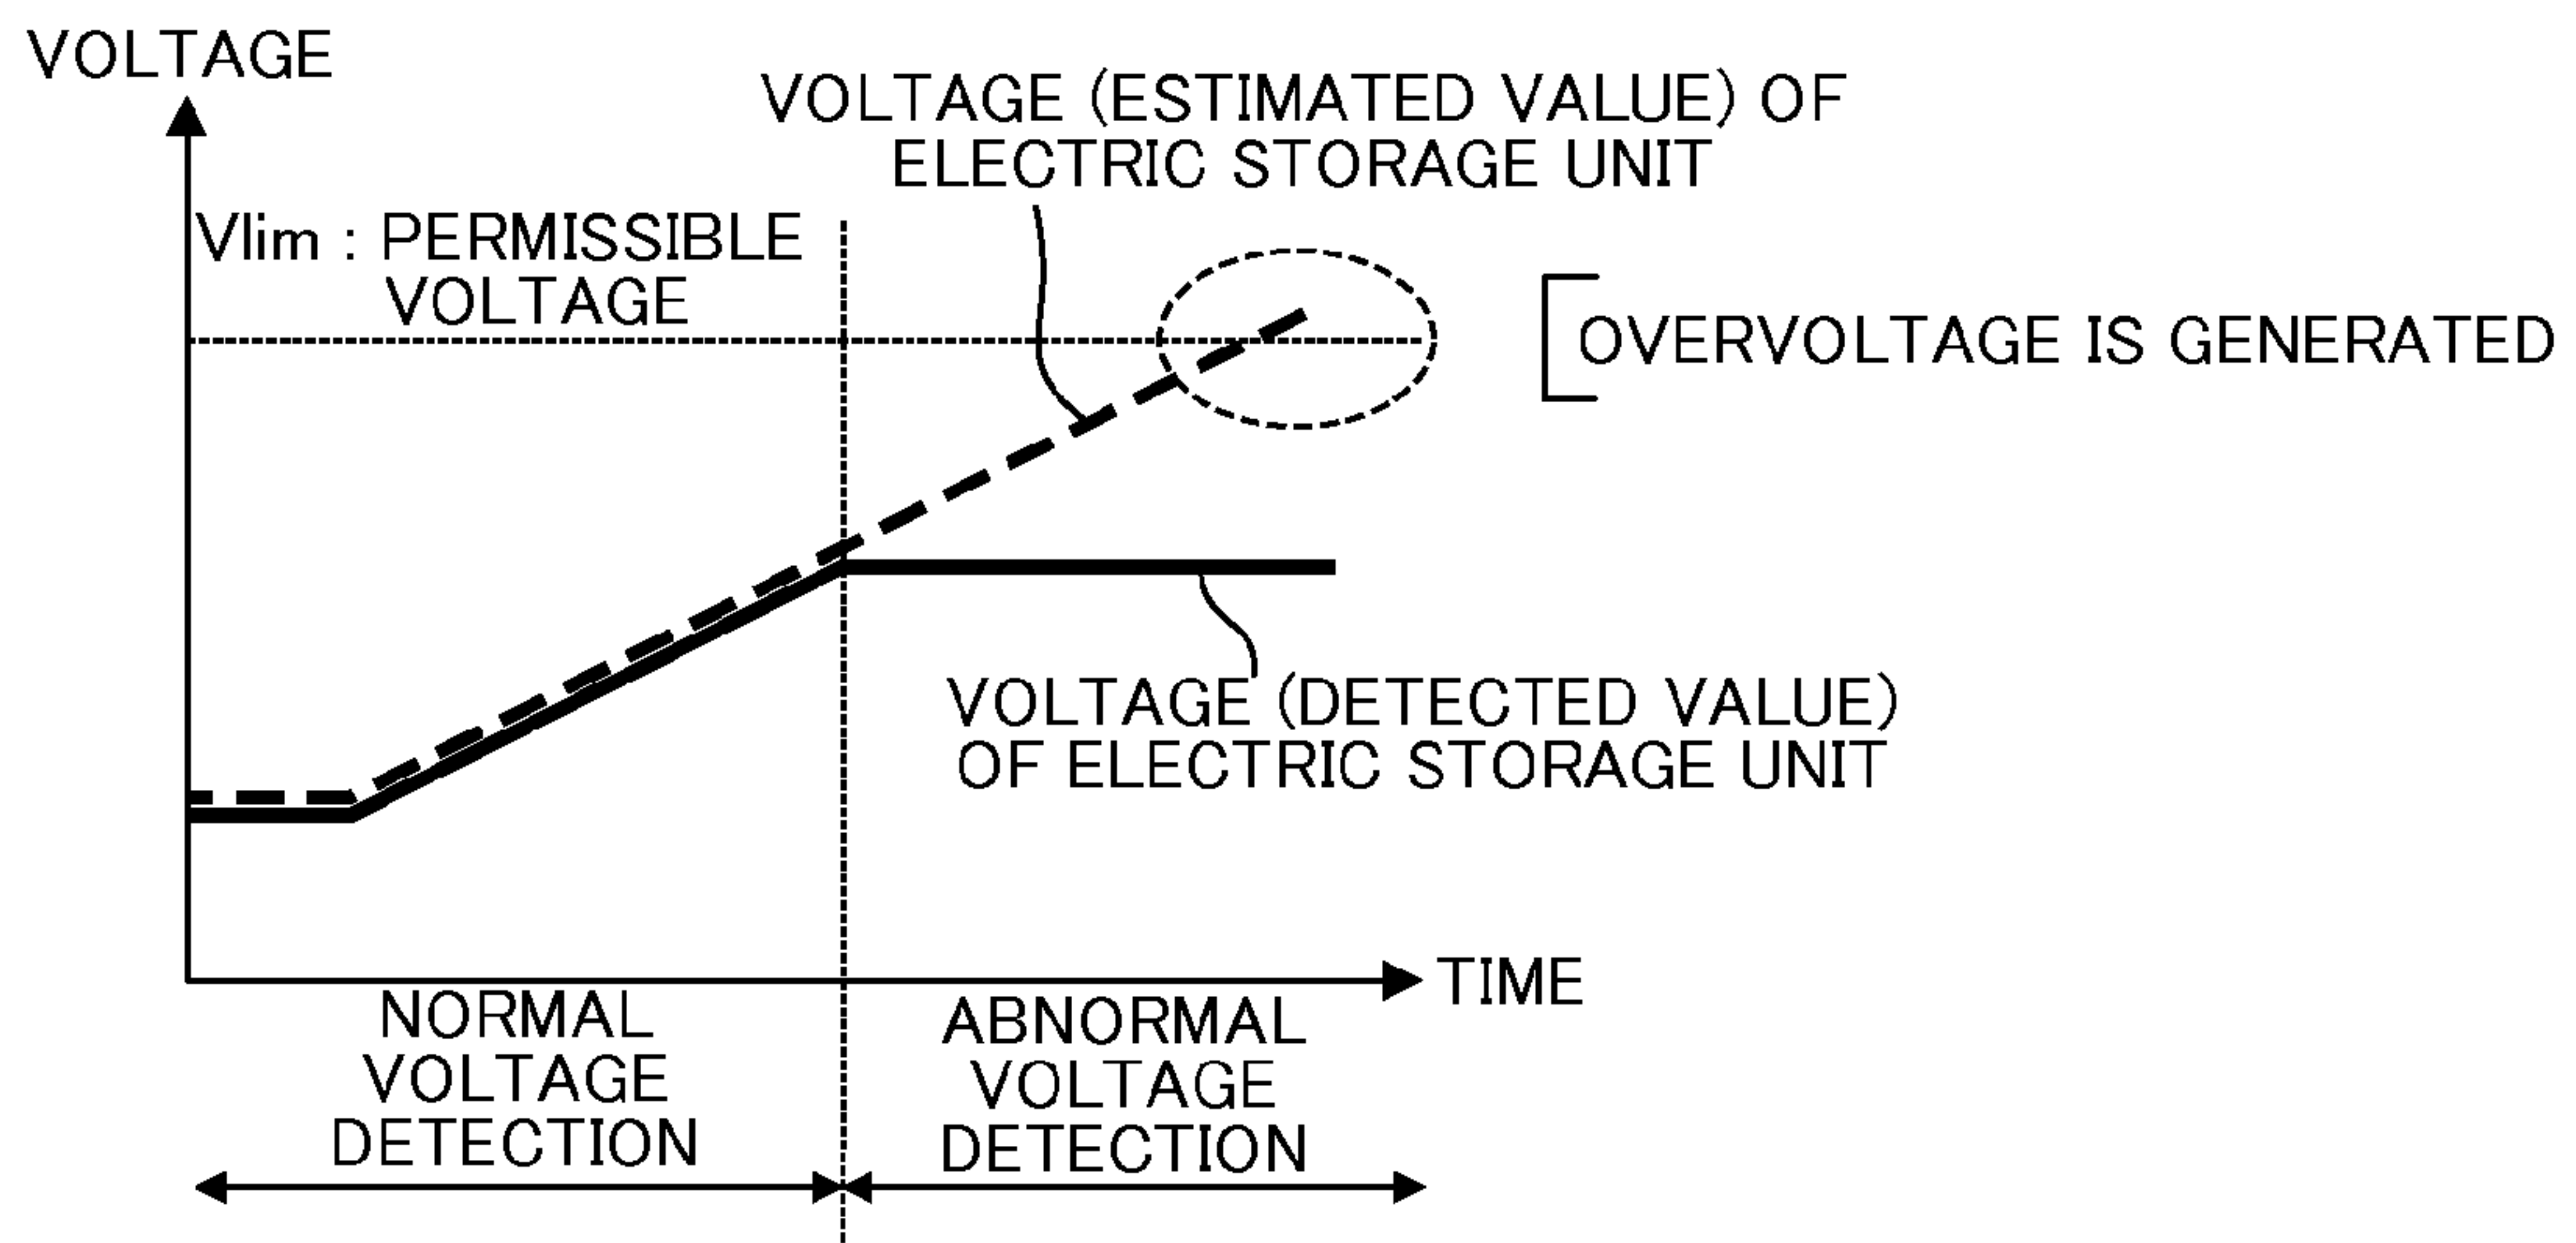 VOLTAGE
VOLTAGE (ESTIMATED VALUE) OF
ELECTRIC STORAGE UNIT
Vlim : PERMISSIBLE
VOLTAGE
OVERVOLTAGE IS GENERATED
VOLTAGE (DETECTED VALUE)
OF ELECTRIC STORAGE UNIT
TIME
NORMAL
VOLTAGE
DETECTION
ABNORMAL
VOLTAGE
DETECTION